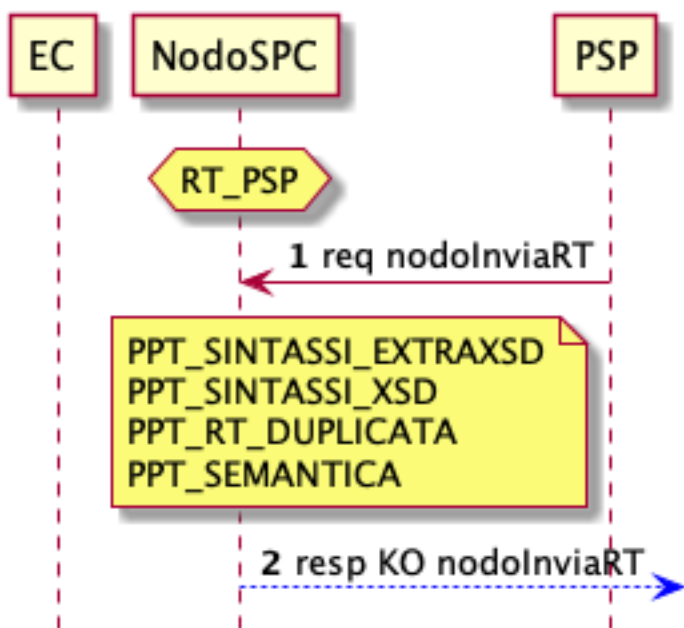 EC
NodoSPC
PSP
RT_PSP
1 req nodoInviaRT
PPT_SINTASSI_EXTRAXSD
PPT_SINTASSI_XSD
PPT_RT_DUPLICATA
PPT_SEMANTICA
2 resp KO nodoInviaRT